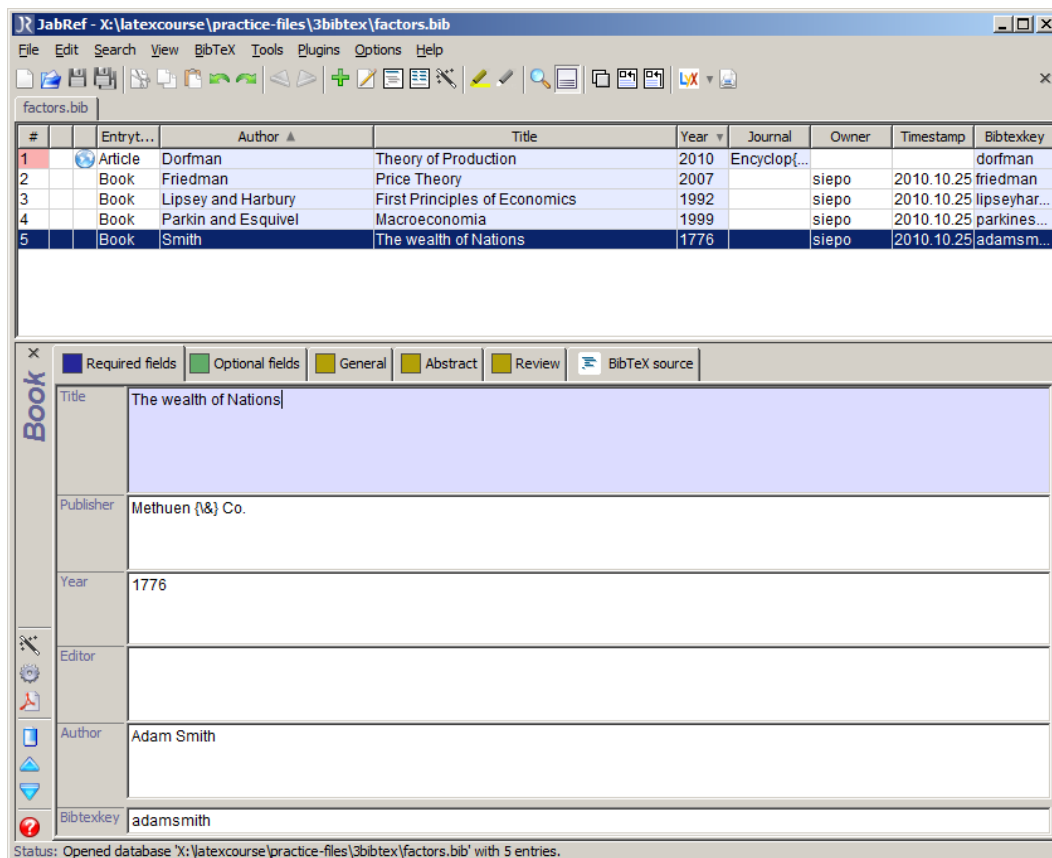 JabRef - X:\latexcourse\practice-files\3bibtex\factors.bib
File Edit Search View BibTeX Tools Plugins Options Help
LyX
factors.bib
# Entryt... Author Title Year Journal Owner Timestamp Bibtexkey
1 Article Dorfman Theory of Production 2010 Encyclop{... dorfman
2 Book Friedman Price Theory 2007 siepo 2010.10.25 friedman
3 Book Lipsey and Harbury First Principles of Economics 1992 siepo 2010.10.25 lipseyhar...
4 Book Parkin and Esquivel Macroeconomia 1999 siepo 2010.10.25 parkines...
5 Book Smith The wealth of Nations 1776 siepo 2010.10.25 adamsm...
Required fields Optional fields General Abstract Review BibTeX source
Book
Title The wealth of Nations
Publisher Methuen {\&} Co.
Year 1776
Editor
Author Adam Smith
Bibtexkey adamsmith
Status: Opened database 'X:\latexcourse\practice-files\3bibtex\factors.bib' with 5 entries.